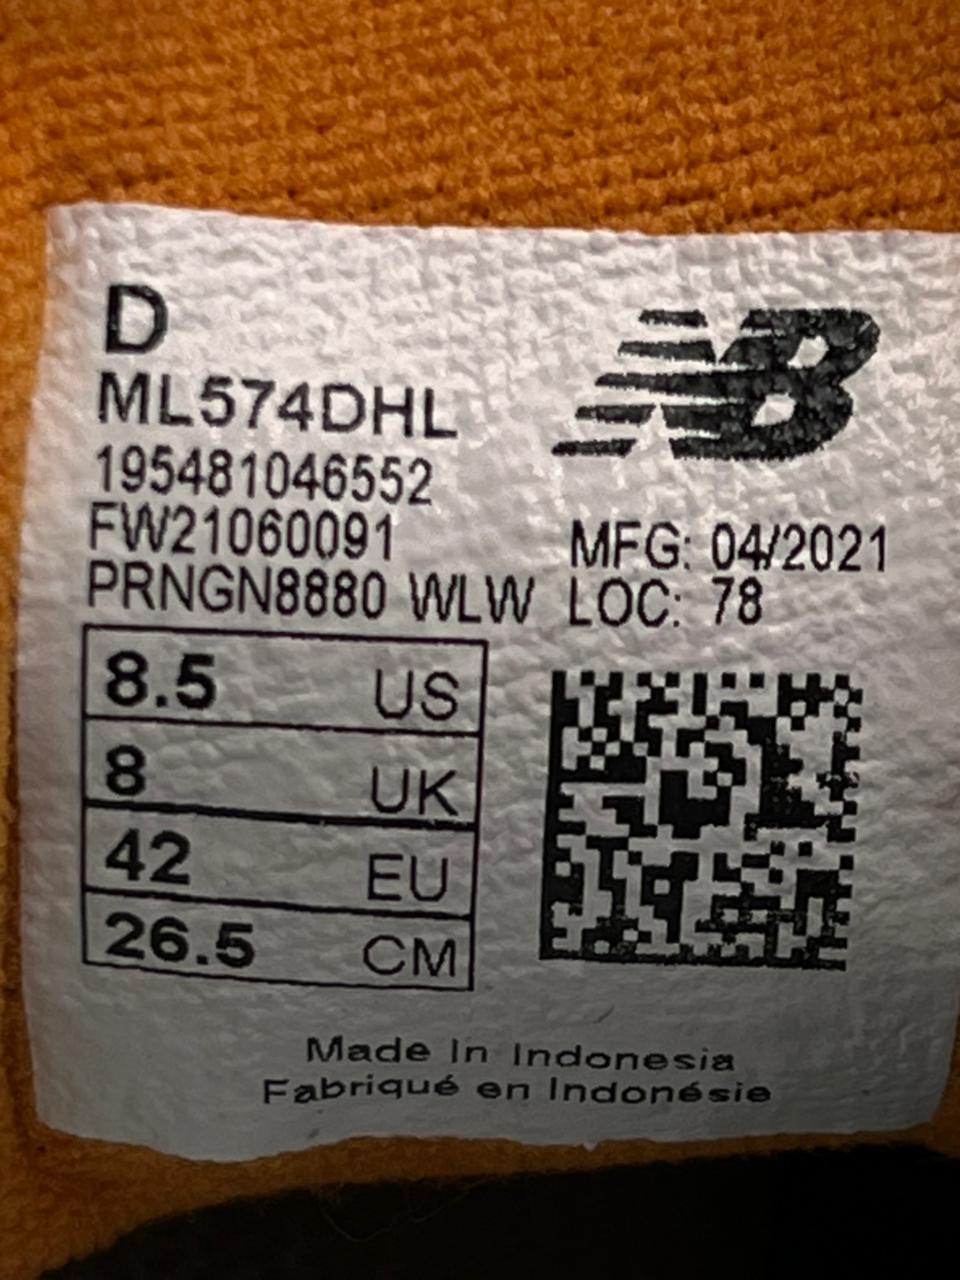 D
NB
ML574DHL
195481046552
FW21060091
MFG: 04/2021
PRNGN8880 WLW
LOC: 78
8.5 US
8 UK
42 EU
26.5 CM
Made In Indonesia
Fabriqué en Indonésie